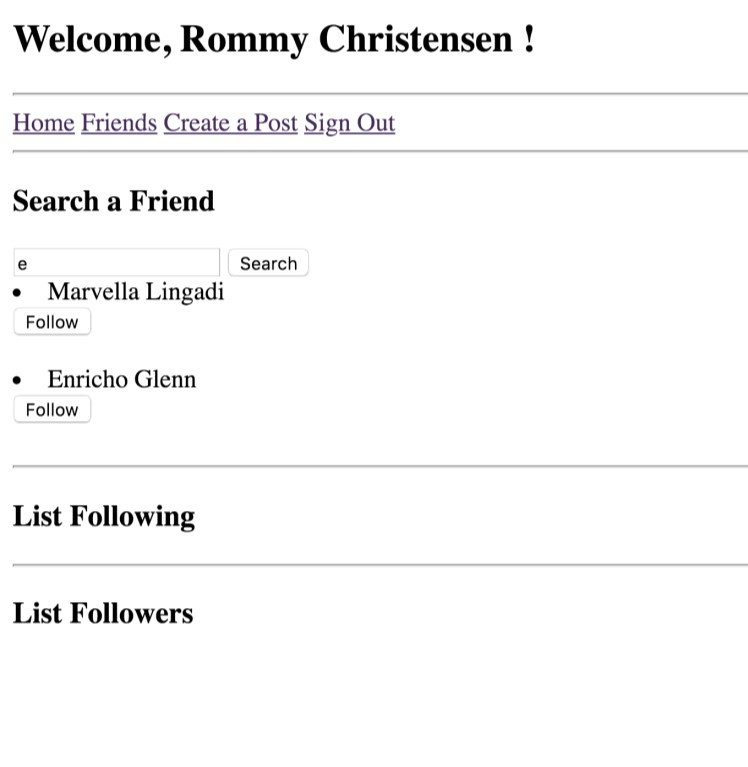 Welcome, Rommy Christensen !
Home Friends Create a Post Sign Out
Search a Friend
e Search
• Marvella Lingadi
Follow
• Enricho Glenn
Follow
List Following
List Followers